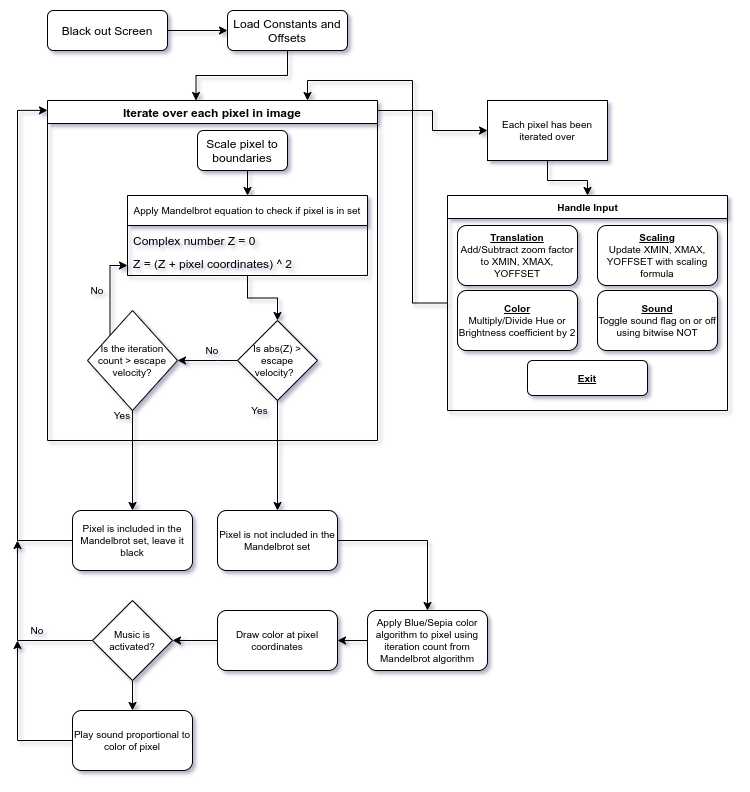 Black out Screen
Load Constants and
Offsets
Iterate over each pixel in image
Scale pixel to
boundaries
Apply Mandelbrot equation to check if pixel is in set
Complex number Z = 0
Z = (Z + pixel coordinates) ^ 2
No
Is the iteration
count > escape
velocity?
No
Is abs(Z) >
escape
velocity?
Yes
Yes
Each pixel has been
iterated over
Handle Input
Translation
Add/Subtract zoom factor
to XMIN, XMAX,
YOFFSET
Scaling
Update XMIN, XMAX,
YOFFSET with scaling
formula
Color
Multiply/Divide Hue or
Brightness coefficient by 2
Sound
Toggle sound flag on or off
using bitwise NOT
Exit
Pixel is included in the
Mandelbrot set, leave it
black
Pixel is not included in the
Mandelbrot set
No
Music is
activated?
Draw color at pixel
coordinates
Apply Blue/Sepia color
algorithm to pixel using
iteration count from
Mandelbrot algorithm
Play sound proportional to
color of pixel